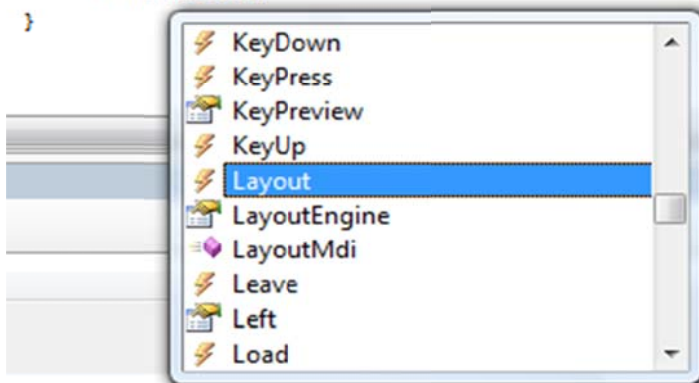 }
KeyDown
KeyPress
KeyPreview
KeyUp
Layout
LayoutEngine
LayoutMdi
Leave
Left
Load